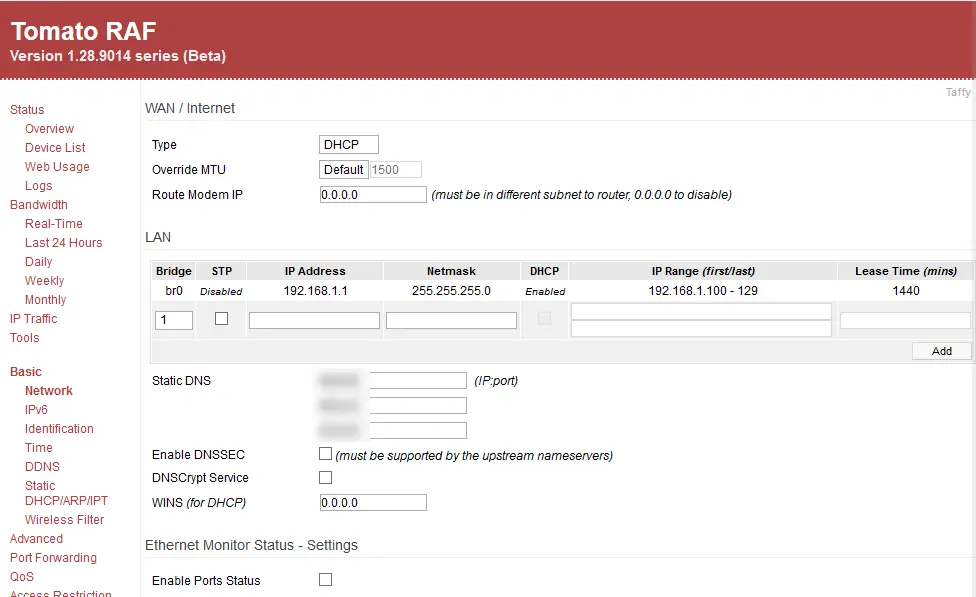 Tomato RAF
Version 1.28.9014 series (Beta)
Taffy
Status
Overview
Device List
Web Usage
Logs
Bandwidth
Real-Time
Last 24 Hours
Daily
Weekly
Monthly
IP Traffic
Tools
Basic
Network
IPv6
Identification
Time
DDNS
Static
DHCP/ARP/IPT
Wireless Filter
Advanced
Port Forwarding
QoS
Access Restriction
WAN / Internet
Type DHCP
Override MTU Default 1500
Route Modem IP 0.0.0.0 (must be in different subnet to router, 0.0.0.0 to disable)
LAN
Bridge STP IP Address Netmask DHCP IP Range (first/last) Lease Time (mins)
br0 Disabled 192.168.1.1 255.255.255.0 Enabled 192.168.1.100 - 129 1440
1
Add
Static DNS (IP:port)
Enable DNSSEC (must be supported by the upstream nameservers)
DNSCrypt Service
WINS (for DHCP) 0.0.0.0
Ethernet Monitor Status - Settings
Enable Ports Status